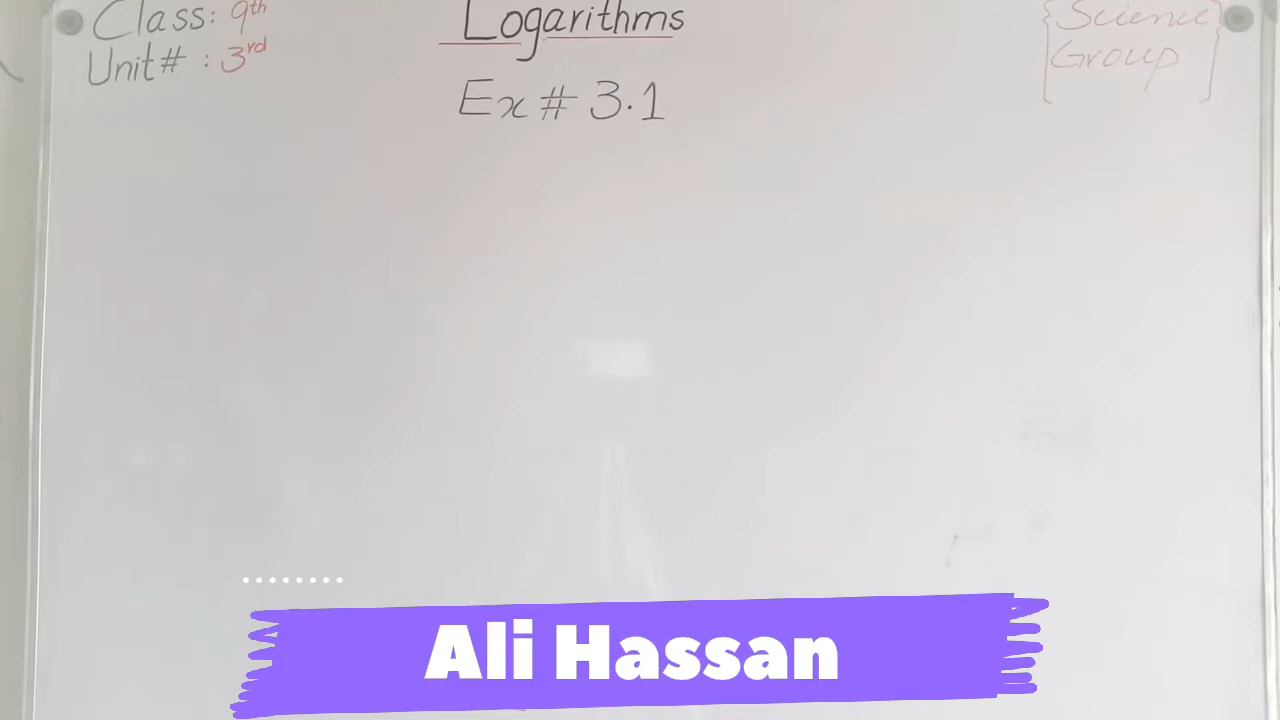 Class: 9th
Unit# : 3rd
Logarithms
Ex # 3.1
{Science}
[Group]
Ali Hassan